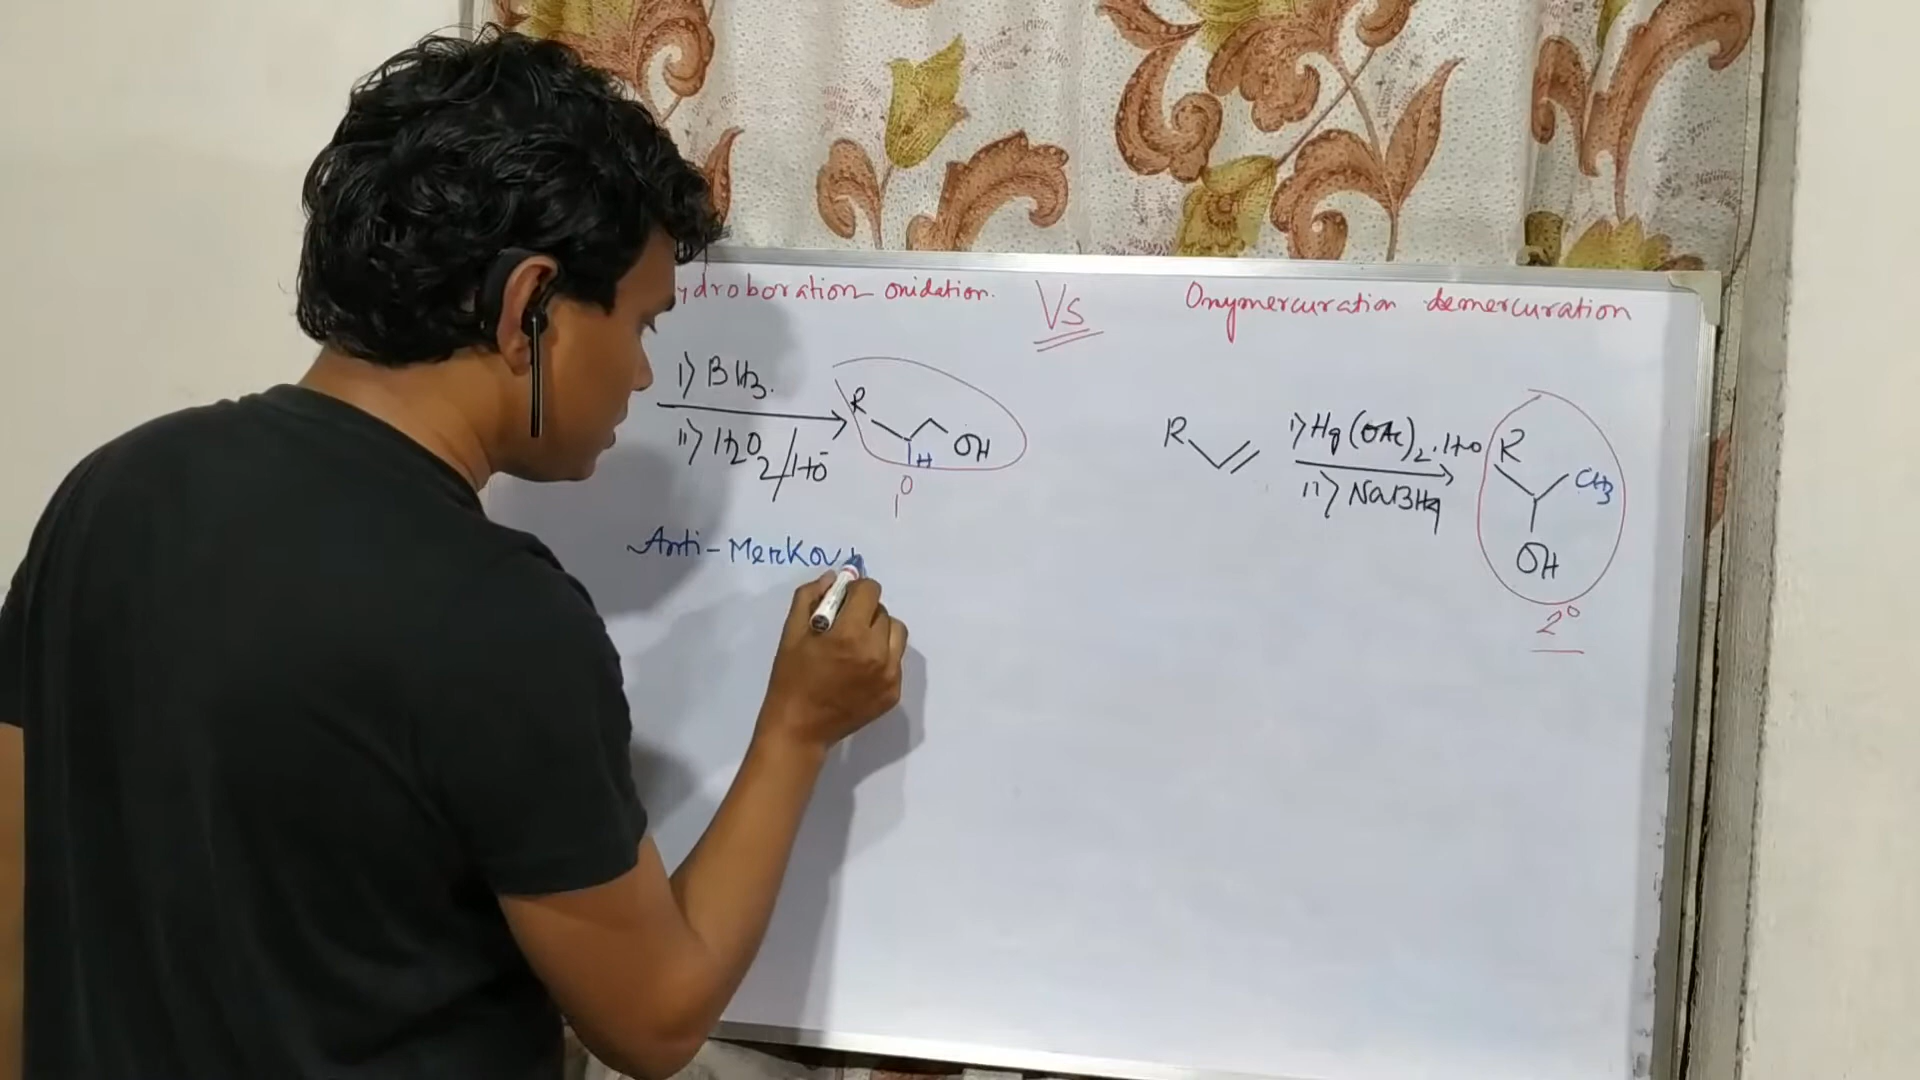 ydroboration oxidation.
Vs
Oxymercuration demercuration
i) BH3.
ii) H2O2/HO-
R
H
OH
1°
Anti-Merkov
R
i) Hg(OAc)2.H2O
ii) NaBH4
R
CH3
OH
2°